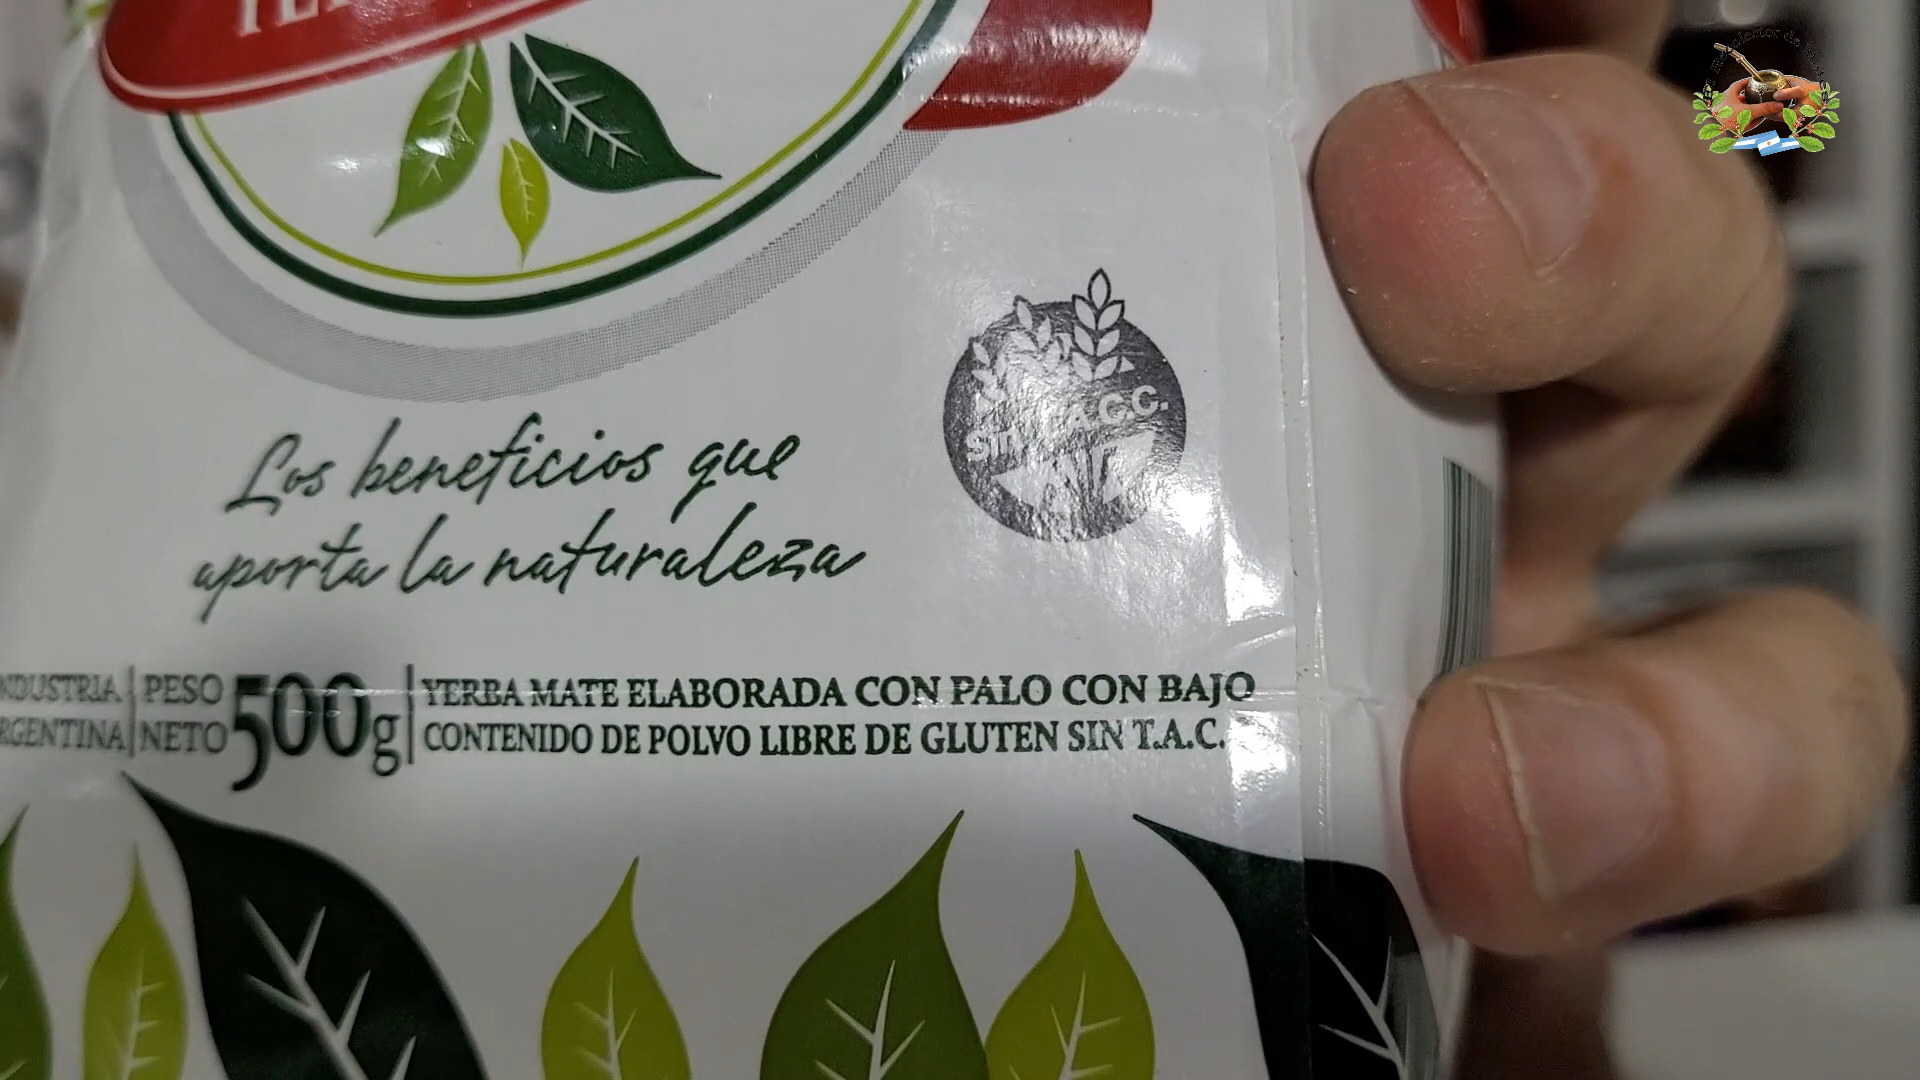 Los beneficios que
aporta la naturaleza
SIN T.A.C.C.
PESO
NETO
500g
YERBA MATE ELABORADA CON PALO CON BAJO
CONTENIDO DE POLVO LIBRE DE GLUTEN SIN T.A.C.